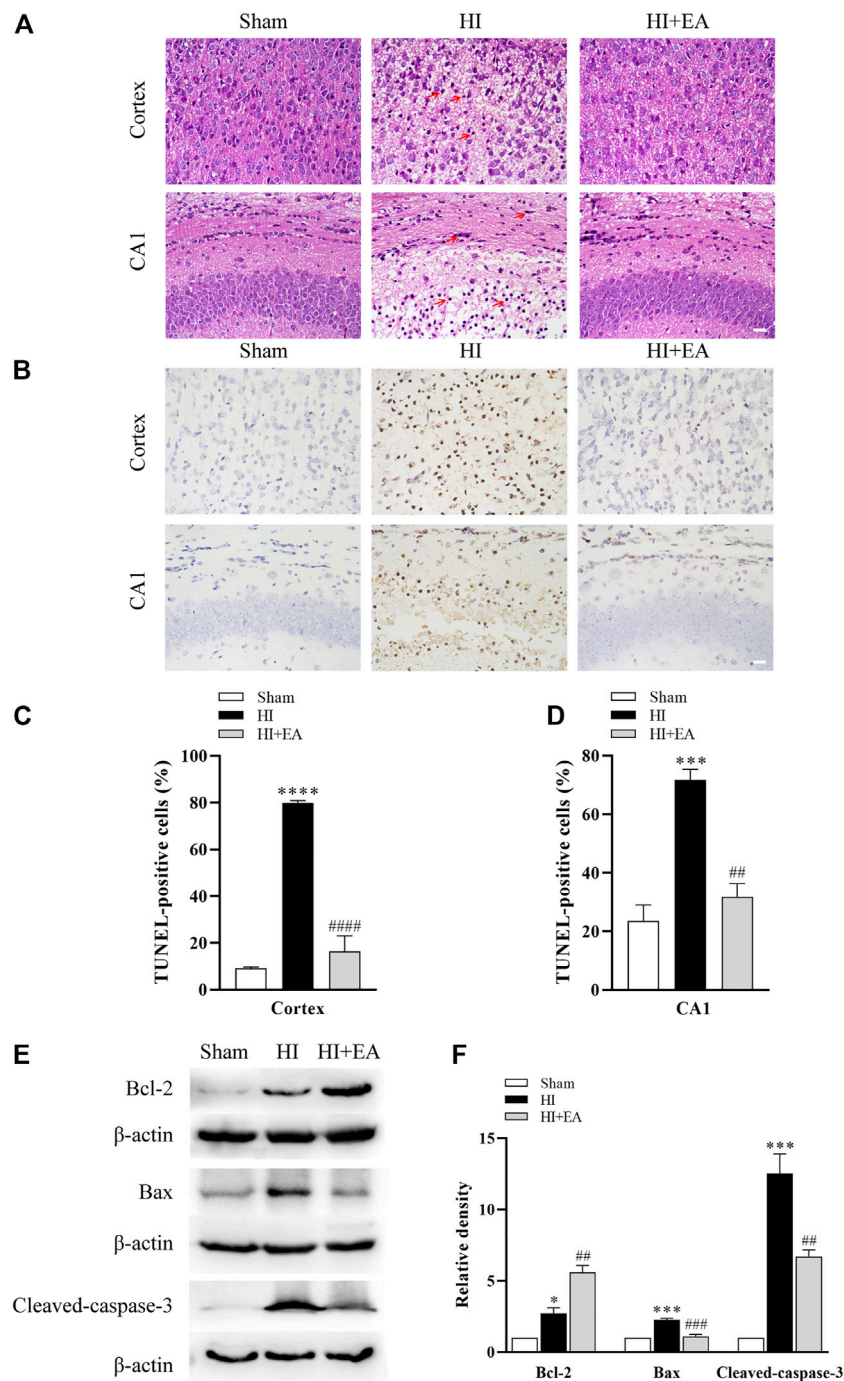 A
Sham HI HI+EA
Cortex
CA1
Sham HI HI+EA
B
Cortex
CA1
C
Sham
HI
HI+EA
TUNEL-positive cells (%)
100
80
60
40
20
0
****
####
Cortex
D
Sham
HI
HI+EA
TUNEL-positive cells (%)
80
60
40
20
0
***
##
CA1
E
Sham HI HI+EA
Bcl-2
β-actin
Bax
β-actin
Cleaved-caspase-3
β-actin
F
Sham
HI
HI+EA
Relative density
15
10
5
0
*
##
***
###
***
##
Bcl-2 Bax Cleaved-caspase-3